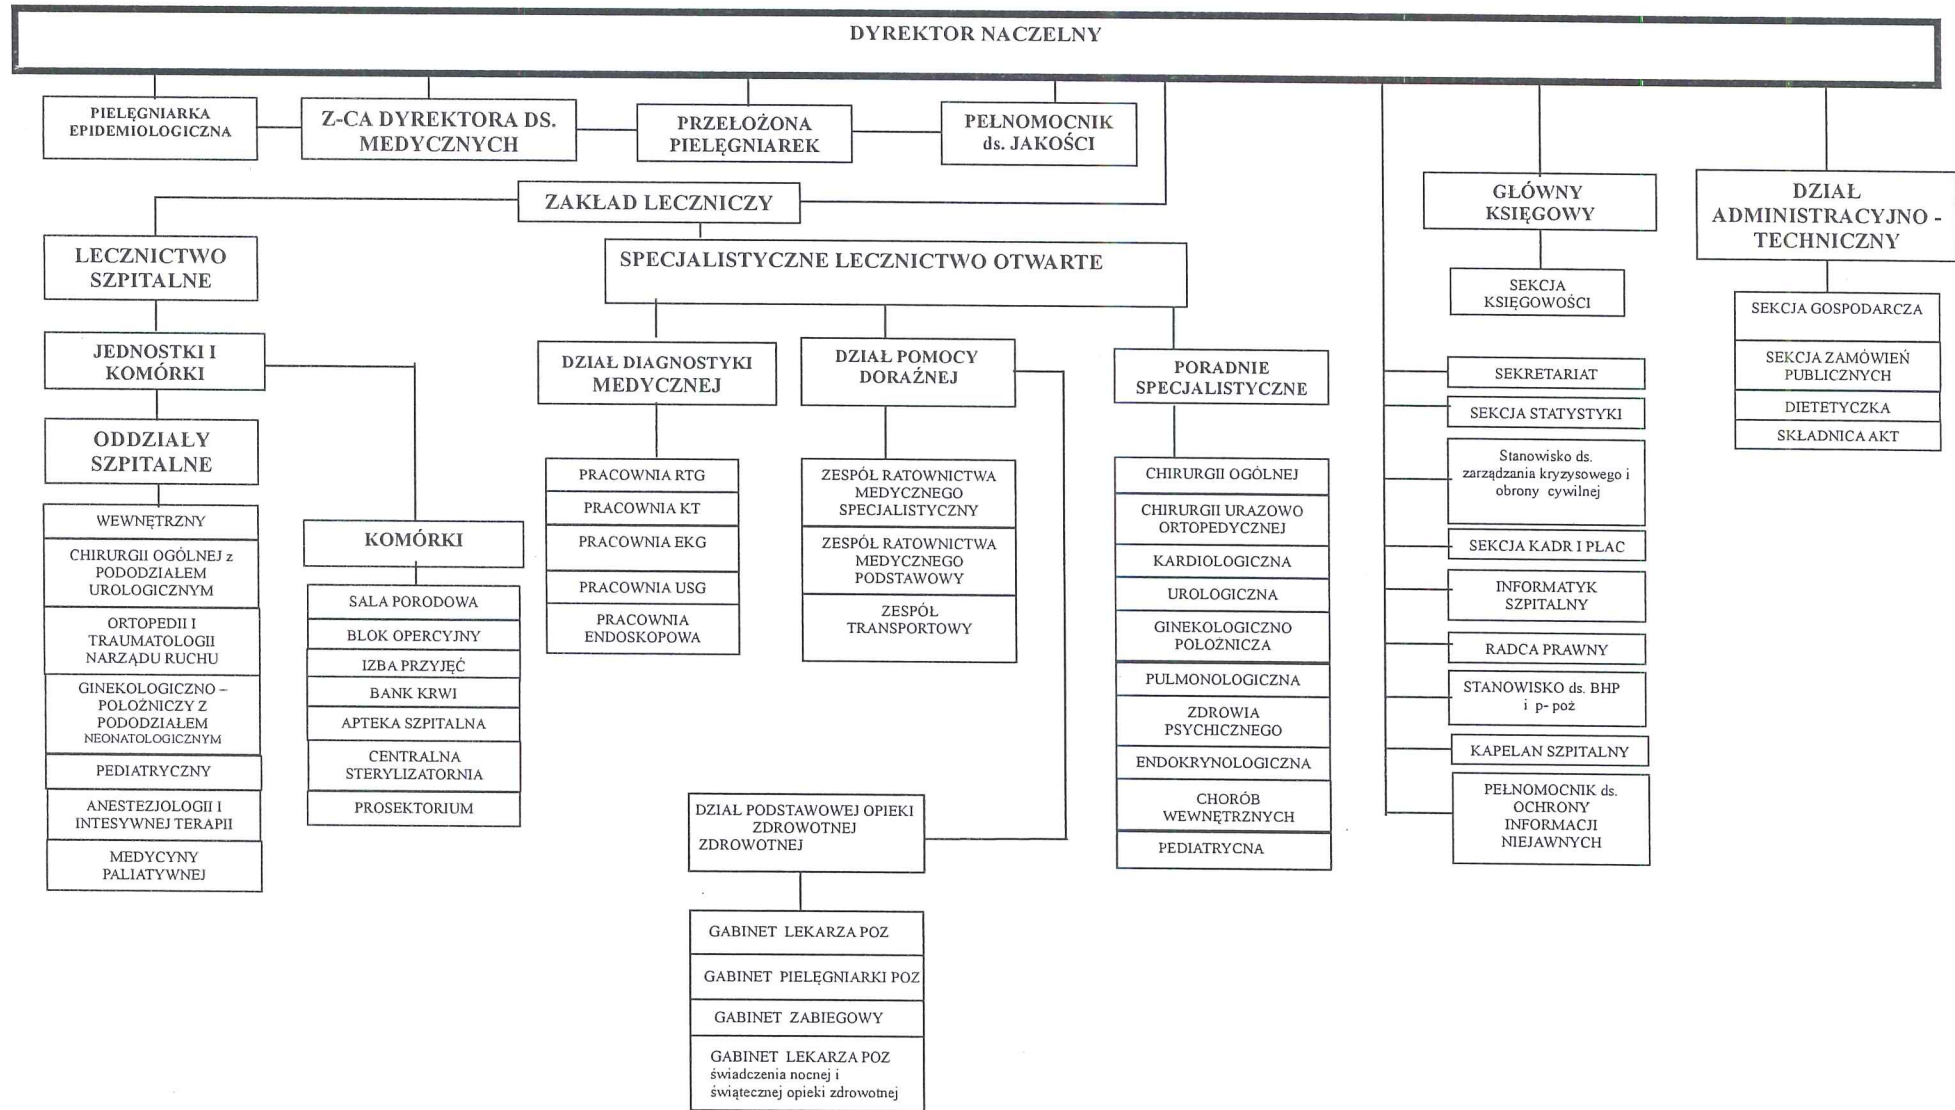 DYREKTOR NACZELNY
PIELĘGNIARKA
EPIDEMIOLOGICZNA
Z-CA DYREKTORA DS.
MEDYCZNYCH
PRZEŁOŻONA
PIELĘGNIAREK
PEŁNOMOCNIK
ds. JAKOŚCI
ZAKŁAD LECZNICZY
LECZNICTWO
SZPITALNE
JEDNOSTKI I
KOMÓRKI
ODDZIAŁY
SZPITALNE
WEWNĘTRZNY
CHIRURGII OGÓLNEJ z
PODODZIAŁEM
UROLOGICZNYM
ORTOPEDII I
TRAUMATOLOGII
NARZĄDU RUCHU
GINEKOLOGICZNO –
POŁOŻNICZY Z
PODODZIAŁEM
NEONATOLOGICZNYM
PEDIATRYCZNY
ANESTEZJOLOGII I
INTESYWNEJ TERAPII
MEDYCYNY
PALIATYWNEJ
KOMÓRKI
SALA PORODOWA
BLOK OPERCYJNY
IZBA PRZYJĘĆ
BANK KRWI
APTEKA SZPITALNA
CENTRALNA
STERYLIZATORNIA
PROSEKTORIUM
SPECJALISTYCZNE LECZNICTWO OTWARTE
DZIAŁ DIAGNOSTYKI
MEDYCZNEJ
PRACOWNIA RTG
PRACOWNIA KT
PRACOWNIA EKG
PRACOWNIA USG
PRACOWNIA
ENDOSKOPOWA
DZIAŁ POMOCY
DORAŹNEJ
ZESPÓŁ RATOWNICTWA
MEDYCZNEGO
SPECJALISTYCZNY
ZESPÓŁ RATOWNICTWA
MEDYCZNEGO
PODSTAWOWY
ZESPÓŁ
TRANSPORTOWY
DZIAŁ PODSTAWOWEJ OPIEKI
ZDROWOTNEJ
ZDROWOTNEJ
GABINET LEKARZA POZ
GABINET PIELĘGNIARKI POZ
GABINET ZABIEGOWY
GABINET LEKARZA POZ
świadczenia nocnej i
świątecznej opieki zdrowotnej
PORADNIE
SPECJALISTYCZNE
CHIRURGII OGÓLNEJ
CHIRURGII URAZOWO
ORTOPEDYCZNEJ
KARDIOLOGICZNA
UROLOGICZNA
GINEKOLOGICZNO
POŁOŻNICZA
PULMONOLOGICZNA
ZDROWIA
PSYCHICZNEGO
ENDOKRYNOLOGICZNA
CHORÓB
WEWNĘTRZNYCH
PEDIATRYCNA
GŁÓWNY
KSIĘGOWY
SEKCJA
KSIĘGOWOŚCI
SEKRETARIAT
SEKCJA STATYSTYKI
Stanowisko ds.
zarządzania kryzysowego i
obrony cywilnej
SEKCJA KADR I PŁAC
INFORMATYK
SZPITALNY
RADCA PRAWNY
STANOWISKO ds. BHP
i p- poż
KAPELAN SZPITALNY
PEŁNOMOCNIK ds.
OCHRONY
INFORMACJI
NIEJAWNYCH
DZIAŁ
ADMINISTRACYJNO -
TECHNICZNY
SEKCJA GOSPODARCZA
SEKCJA ZAMÓWIEŃ
PUBLICZNYCH
DIETETYCZKA
SKŁADNICA AKT